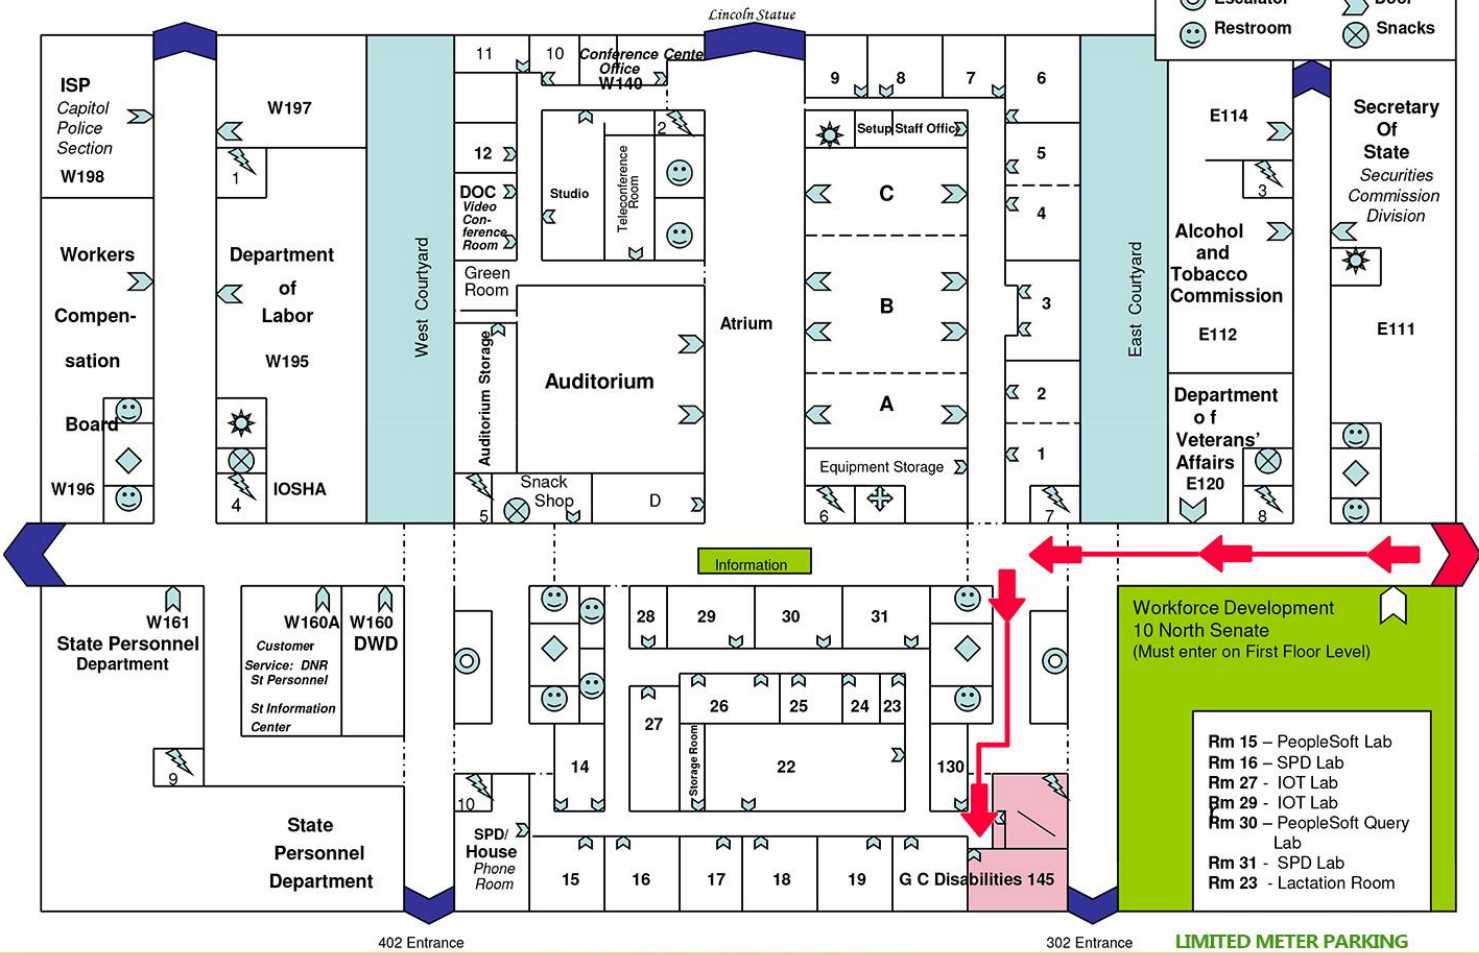 Lincoln Statue
Escalator
Door
Restroom
Snacks
ISP
Capitol
Police
Section
W198
W197
1
11
10
Conference Cente
Office
W140
2
12
DOC
Video
Con-
ference
Room
Studio
Teleconference
Room
Green
Room
9
8
7
6
Setup
Staff Office
C
5
4
B
3
A
2
1
Equipment Storage
6
7
E114
3
Secretary
Of
State
Securities
Commission
Division
E111
Alcohol
and
Tobacco
Commission
E112
Department
o f
Veterans’
Affairs
E120
8
Workers
Compen-
sation
Board
W196
Department
of
Labor
W195
IOSHA
4
West Courtyard
East Courtyard
Auditorium Storage
Auditorium
Atrium
Snack
Shop
5
D
Information
W161
State Personnel
Department
W160A
Customer
Service: DNR
St Personnel
St Information
Center
W160
DWD
9
State
Personnel
Department
10
SPD/
House
Phone
Room
14
28
29
30
31
27
26
25
24
23
Storage Room
22
130
15
16
17
18
19
G C Disabilities 145
Workforce Development
10 North Senate
(Must enter on First Floor Level)
Rm 15 – PeopleSoft Lab
Rm 16 – SPD Lab
Rm 27 - IOT Lab
Rm 29 - IOT Lab
Rm 30 – PeopleSoft Query
Lab
Rm 31 - SPD Lab
Rm 23 - Lactation Room
402 Entrance
302 Entrance
LIMITED METER PARKING